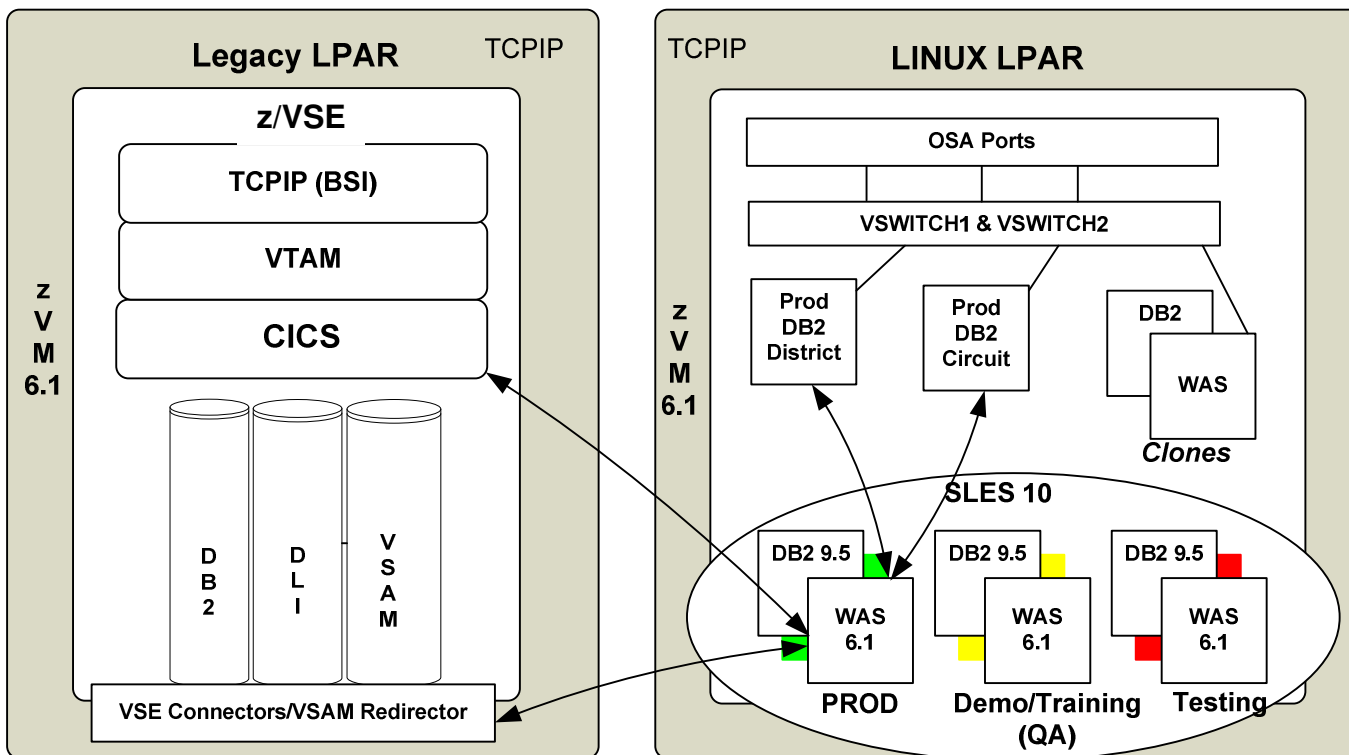 Legacy LPAR
TCPIP
z/VSE
TCPIP (BSI)
VTAM
CICS
z
V
M
6.1
D
B
2
D
L
I
V
S
A
M
VSE Connectors/VSAM Redirector
TCPIP
LINUX LPAR
OSA Ports
VSWITCH1 & VSWITCH2
Prod
DB2
District
Prod
DB2
Circuit
DB2
WAS
Clones
z
V
M
6.1
SLES 10
DB2 9.5
WAS
6.1
PROD
DB2 9.5
WAS
6.1
Demo/Training
(QA)
DB2 9.5
WAS
6.1
Testing